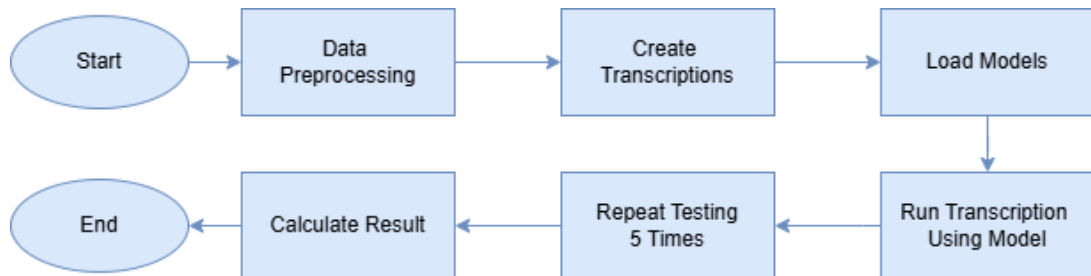 Start
Data
Preprocessing
Create
Transcriptions
Load Models
Run Transcription
Using Model
Repeat Testing
5 Times
Calculate Result
End